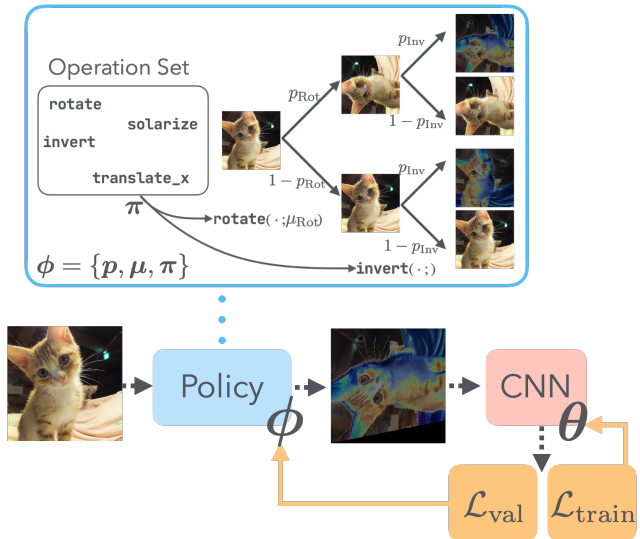 Operation Set
rotate
solarize
invert
translate_x
π
p_Rot
1 − p_Rot
p_Inv
1 − p_Inv
p_Inv
1 − p_Inv
rotate(·;μ_Rot)
invert(·;)
ϕ = {p, μ, π}
Policy
ϕ
CNN
θ
ℒ_val
ℒ_train